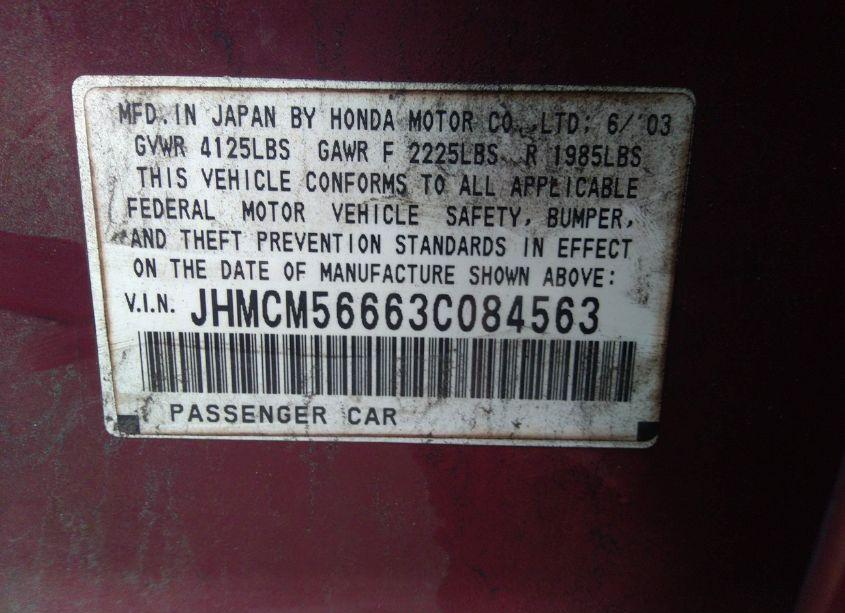 MFD. IN JAPAN BY HONDA MOTOR CO. LTD; 6/'03
GVWR 4125LBS GAWR F 2225LBS R 1985LBS
THIS VEHICLE CONFORMS TO ALL APPLICABLE
FEDERAL MOTOR VEHICLE SAFETY, BUMPER,
AND THEFT PREVENTION STANDARDS IN EFFECT
ON THE DATE OF MANUFACTURE SHOWN ABOVE:
V.I.N. JHMCM56663C084563
PASSENGER CAR